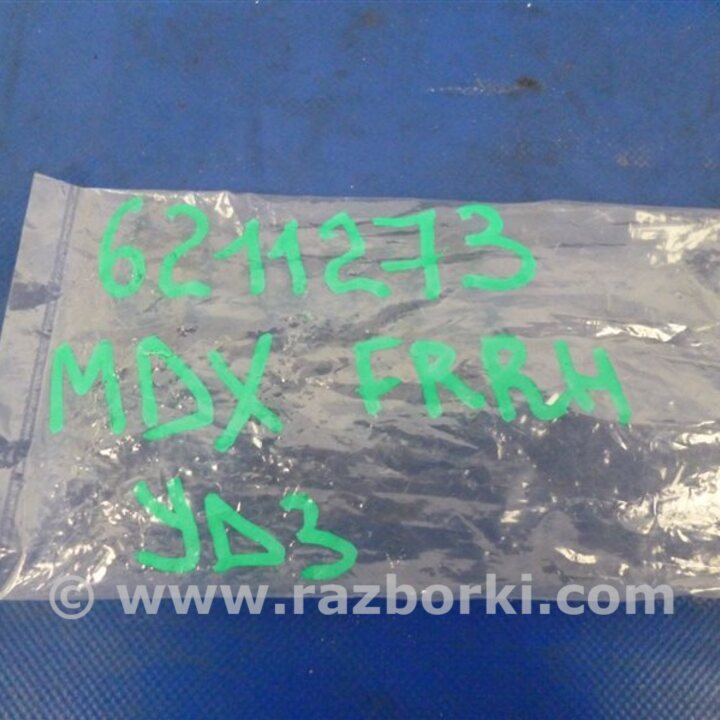 6211273
MDX FRRH
YD3
© www.razborki.com